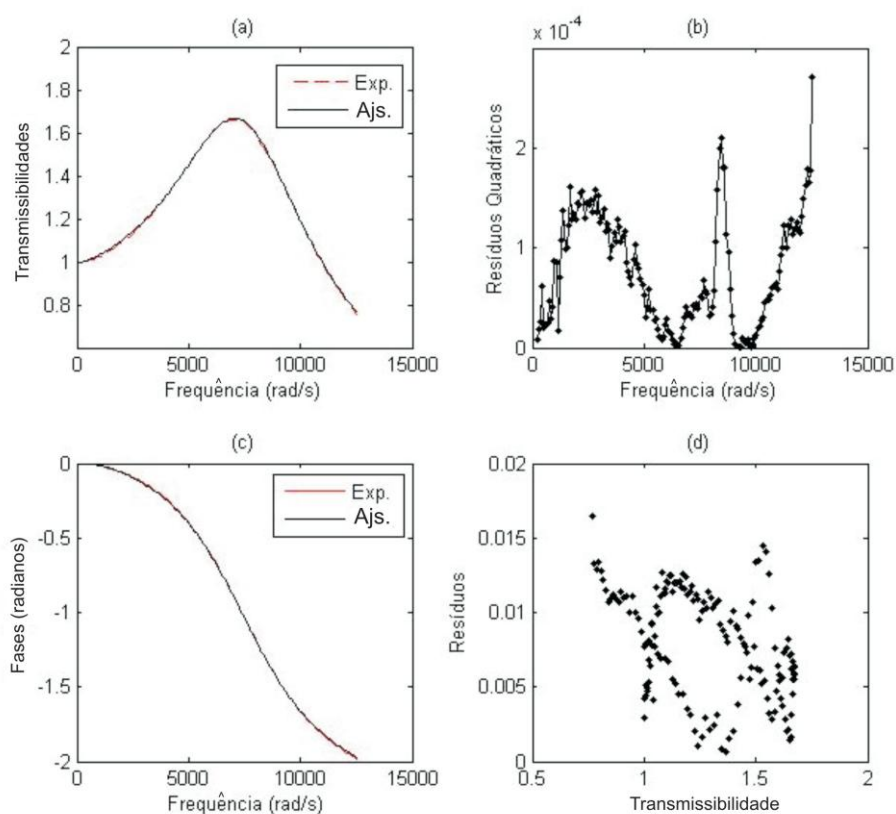 (a)
2
1.8
1.6
1.4
1.2
1
0.8
0
5000
10000
15000
Transmissibilidades
Frequência (rad/s)
Exp.
Ajs.
(b)
x 10⁻⁴
2
1
0
0
5000
10000
15000
Resíduos Quadráticos
Frequência (rad/s)
(c)
0
-0.5
-1
-1.5
-2
0
5000
10000
15000
Fases (radianos)
Frequência (rad/s)
Exp.
Ajs.
(d)
0.02
0.015
0.01
0.005
0
0.5
1
1.5
2
Resíduos
Transmissibilidade